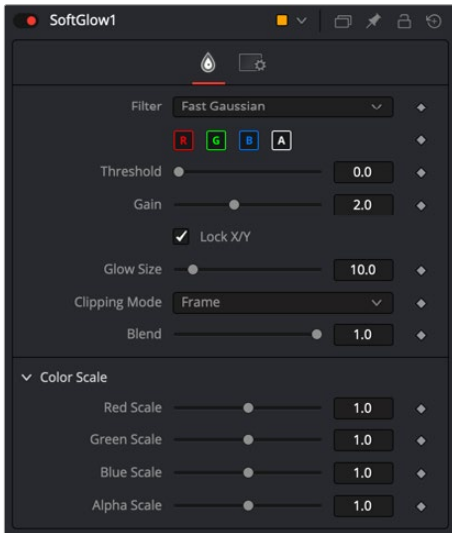 SoftGlow1
Filter Fast Gaussian
R G B A
Threshold 0.0
Gain 2.0
Lock X/Y
Glow Size 10.0
Clipping Mode Frame
Blend 1.0
Color Scale
Red Scale 1.0
Green Scale 1.0
Blue Scale 1.0
Alpha Scale 1.0